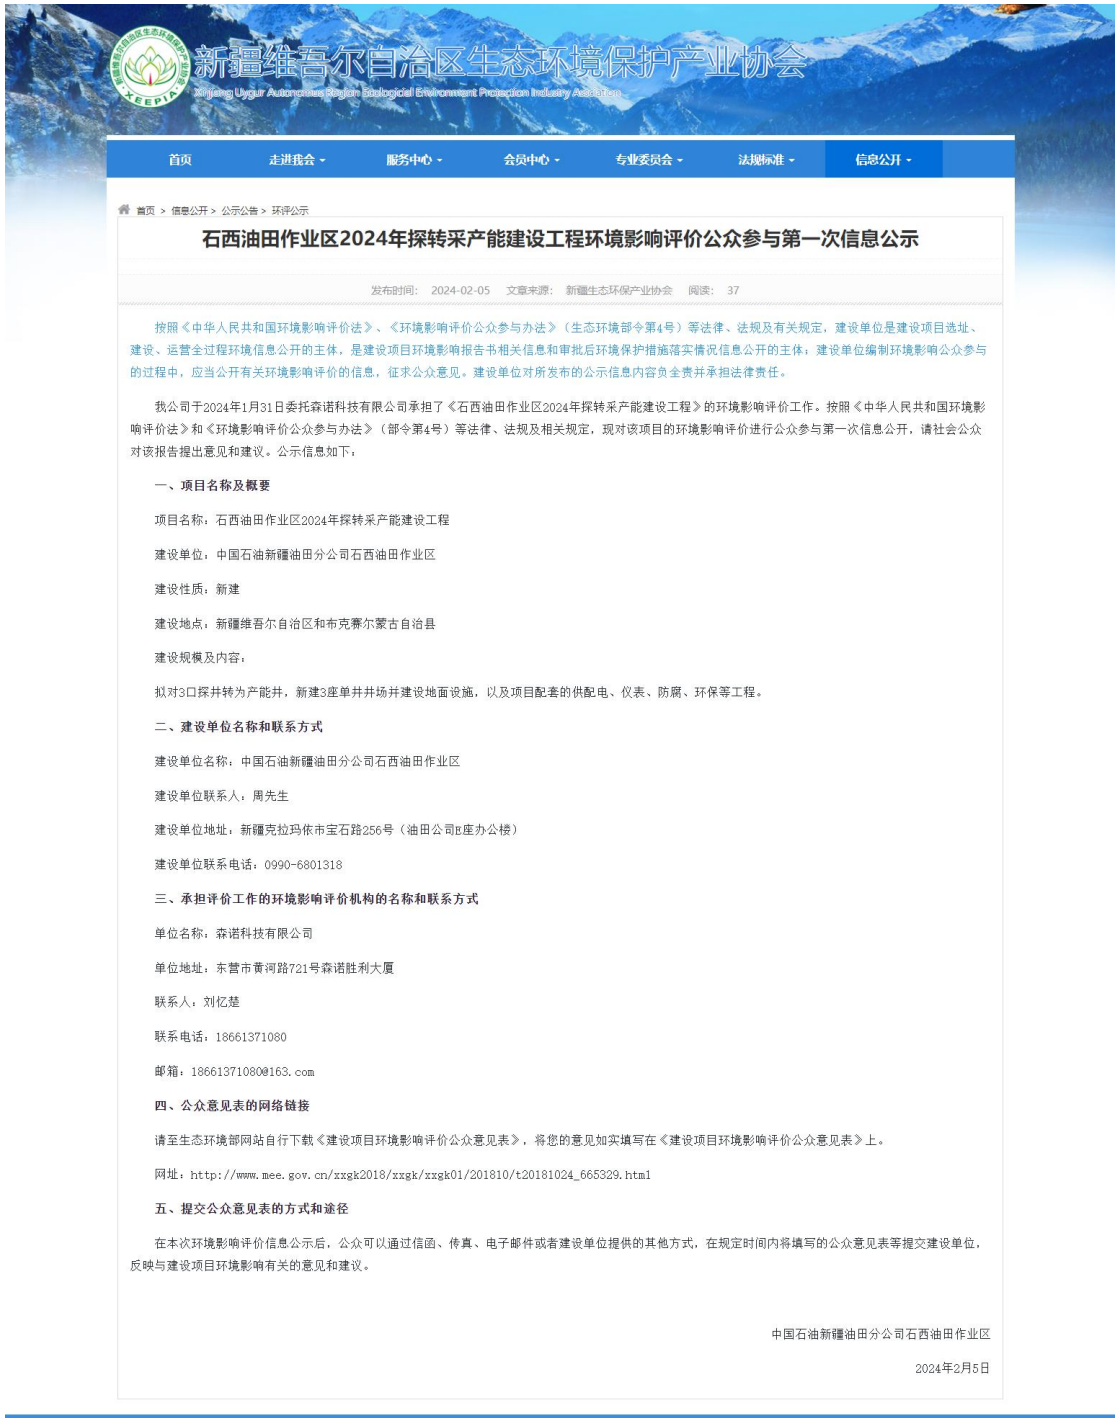 新疆维吾尔自治区生态环境保护产业协会
Xinjiang Uygur Autonomous Region Ecological Environment Protection Industry
XEEPIA
首页 走进我会 服务中心 会员中心 专业委员会 法规标准 信息公开
首页 > 信息公开 > 公示公告 > 环评公示
石西油田作业区2024年探转采产能建设工程环境影响评价公众参与第一次信息公示
发布时间: 2024-02-05 文章来源: 新疆生态环保产业协会 阅读: 37
按照《中华人民共和国环境影响评价法》、《环境影响评价公众参与办法》（生态环境部令第4号）等法律、法规及有关规定，建设单位是建设项目选址、
建设、运营全过程环境信息公开的主体，是建设项目环境影响报告书相关信息和审批后环境保护措施落实情况信息公开的主体；建设单位编制环境影响公众参与
的过程中，应当公开有关环境影响评价的信息，征求公众意见。建设单位对所发布的公示信息内容负全责并承担法律责任。
我公司于2024年1月31日委托森诺科技有限公司承担了《石西油田作业区2024年探转采产能建设工程》的环境影响评价工作。按照《中华人民共和国环境影
响评价法》和《环境影响评价公众参与办法》（部令第4号）等法律、法规及相关规定，现对该项目的环境影响评价进行公众参与第一次信息公开，请社会公众
对该报告提出意见和建议。公示信息如下：
一、项目名称及概要
项目名称：石西油田作业区2024年探转采产能建设工程
建设单位：中国石油新疆油田分公司石西油田作业区
建设性质：新建
建设地点：新疆维吾尔自治区和布克赛尔蒙古自治县
建设规模及内容：
拟对3口探井转为产能井，新建3座单井井场并建设地面设施，以及项目配套的供配电、仪表、防腐、环保等工程。
二、建设单位名称和联系方式
建设单位名称：中国石油新疆油田分公司石西油田作业区
建设单位联系人：周先生
建设单位地址：新疆克拉玛依市宝石路256号（油田公司E座办公楼）
建设单位联系电话：0990-6801318
三、承担评价工作的环境影响评价机构的名称和联系方式
单位名称：森诺科技有限公司
单位地址：东营市黄河路721号森诺胜利大厦
联系人：刘忆楚
联系电话：18661371080
邮箱：18661371080@163.com
四、公众意见表的网络链接
请至生态环境部网站自行下载《建设项目环境影响评价公众意见表》，将您的意见如实填写在《建设项目环境影响评价公众意见表》上。
网址：http://www.mee.gov.cn/xxgk2018/xxgk/xxgk01/201810/t20181024_665329.html
五、提交公众意见表的方式和途径
在本次环境影响评价信息公示后，公众可以通过信函、传真、电子邮件或者建设单位提供的其他方式，在规定时间内将填写的公众意见表等提交建设单位，
反映与建设项目环境影响有关的意见和建议。
中国石油新疆油田分公司石西油田作业区
2024年2月5日